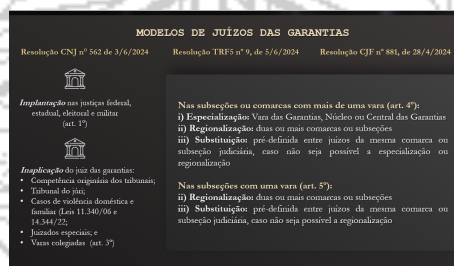 MODELOS DE JUÍZOS DAS GARANTIAS
Resolução CNJ nº 562 de 3/6/2024
Resolução TRF5 nº 9, de 5/6/2024
Resolução CJF nº 881, de 28/4/2024
Implantação nas justiças federal,
estadual, eleitoral e militar
(art. 1º)
Inaplicação do juiz das garantias:
• Competência originária dos tribunais;
• Tribunal do júri;
• Casos de violência doméstica e
familiar (Leis 11.340/06 e
14.344/22;
• Juizados especiais; e
• Varas colegiadas (art. 3º)
Nas subseções ou comarcas com mais de uma vara (art. 4º):
i) Especialização: Vara das Garantias, Núcleo ou Central das Garantias
ii) Regionalização: duas ou mais comarcas ou subseções
iii) Substituição: pré-definida entre juízos da mesma comarca ou
subseção judiciária, caso não seja possível a especialização ou
regionalização
Nas subseções com uma vara (art. 5º):
ii) Regionalização: duas ou mais comarcas ou subseções
iii) Substituição: pré-definida entre juízos da mesma comarca ou
subseção judiciária, caso não seja possível a regionalização